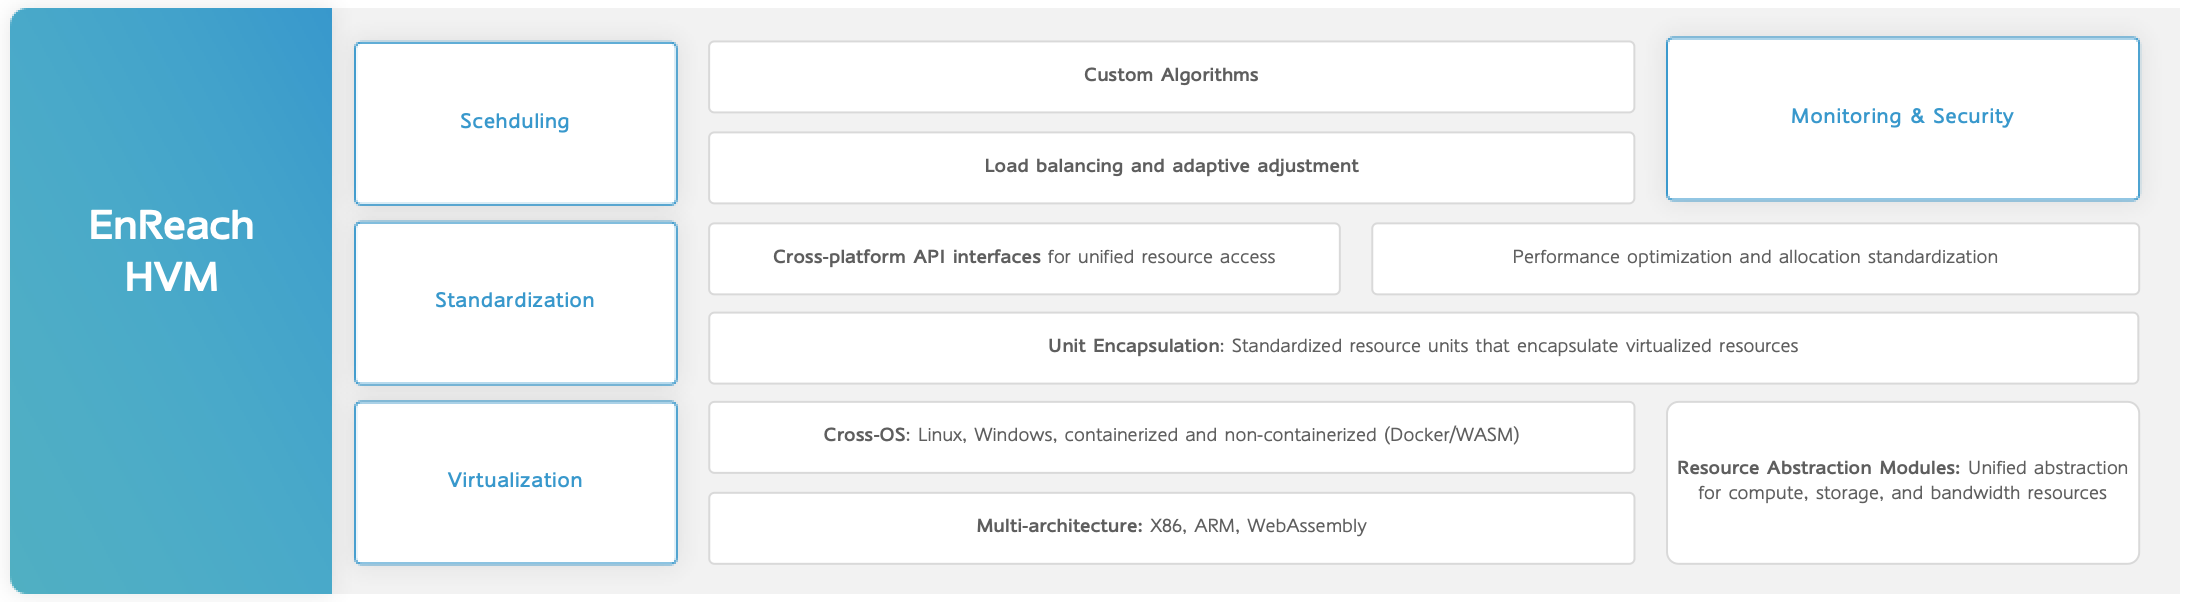 EnReach
HVM
Scehduling
Custom Algorithms
Load balancing and adaptive adjustment
Monitoring & Security
Standardization
Cross-platform API interfaces for unified resource access
Performance optimization and allocation standardization
Unit Encapsulation: Standardized resource units that encapsulate virtualized resources
Virtualization
Cross-OS: Linux, Windows, containerized and non-containerized (Docker/WASM)
Multi-architecture: X86, ARM, WebAssembly
Resource Abstraction Modules: Unified abstraction
for compute, storage, and bandwidth resources